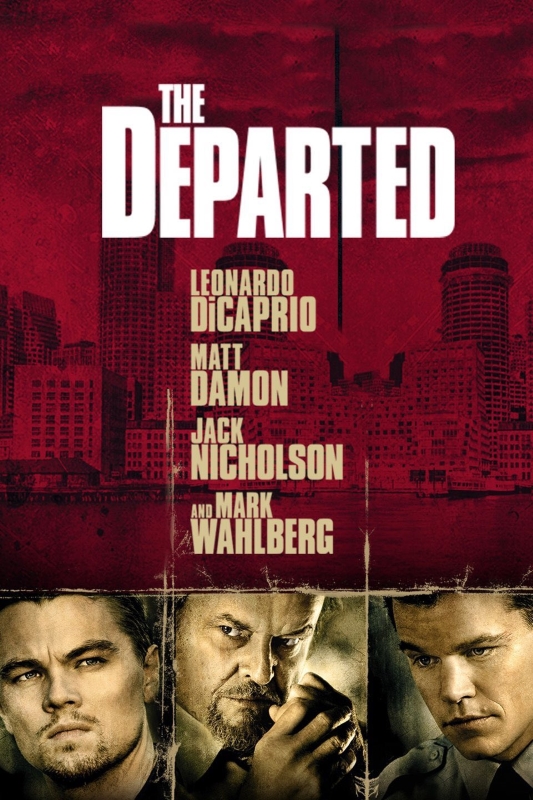 THE
DEPARTED
LEONARDO
DiCAPRIO
MATT
DAMON
JACK
NICHOLSON
AND MARK
WAHLBERG